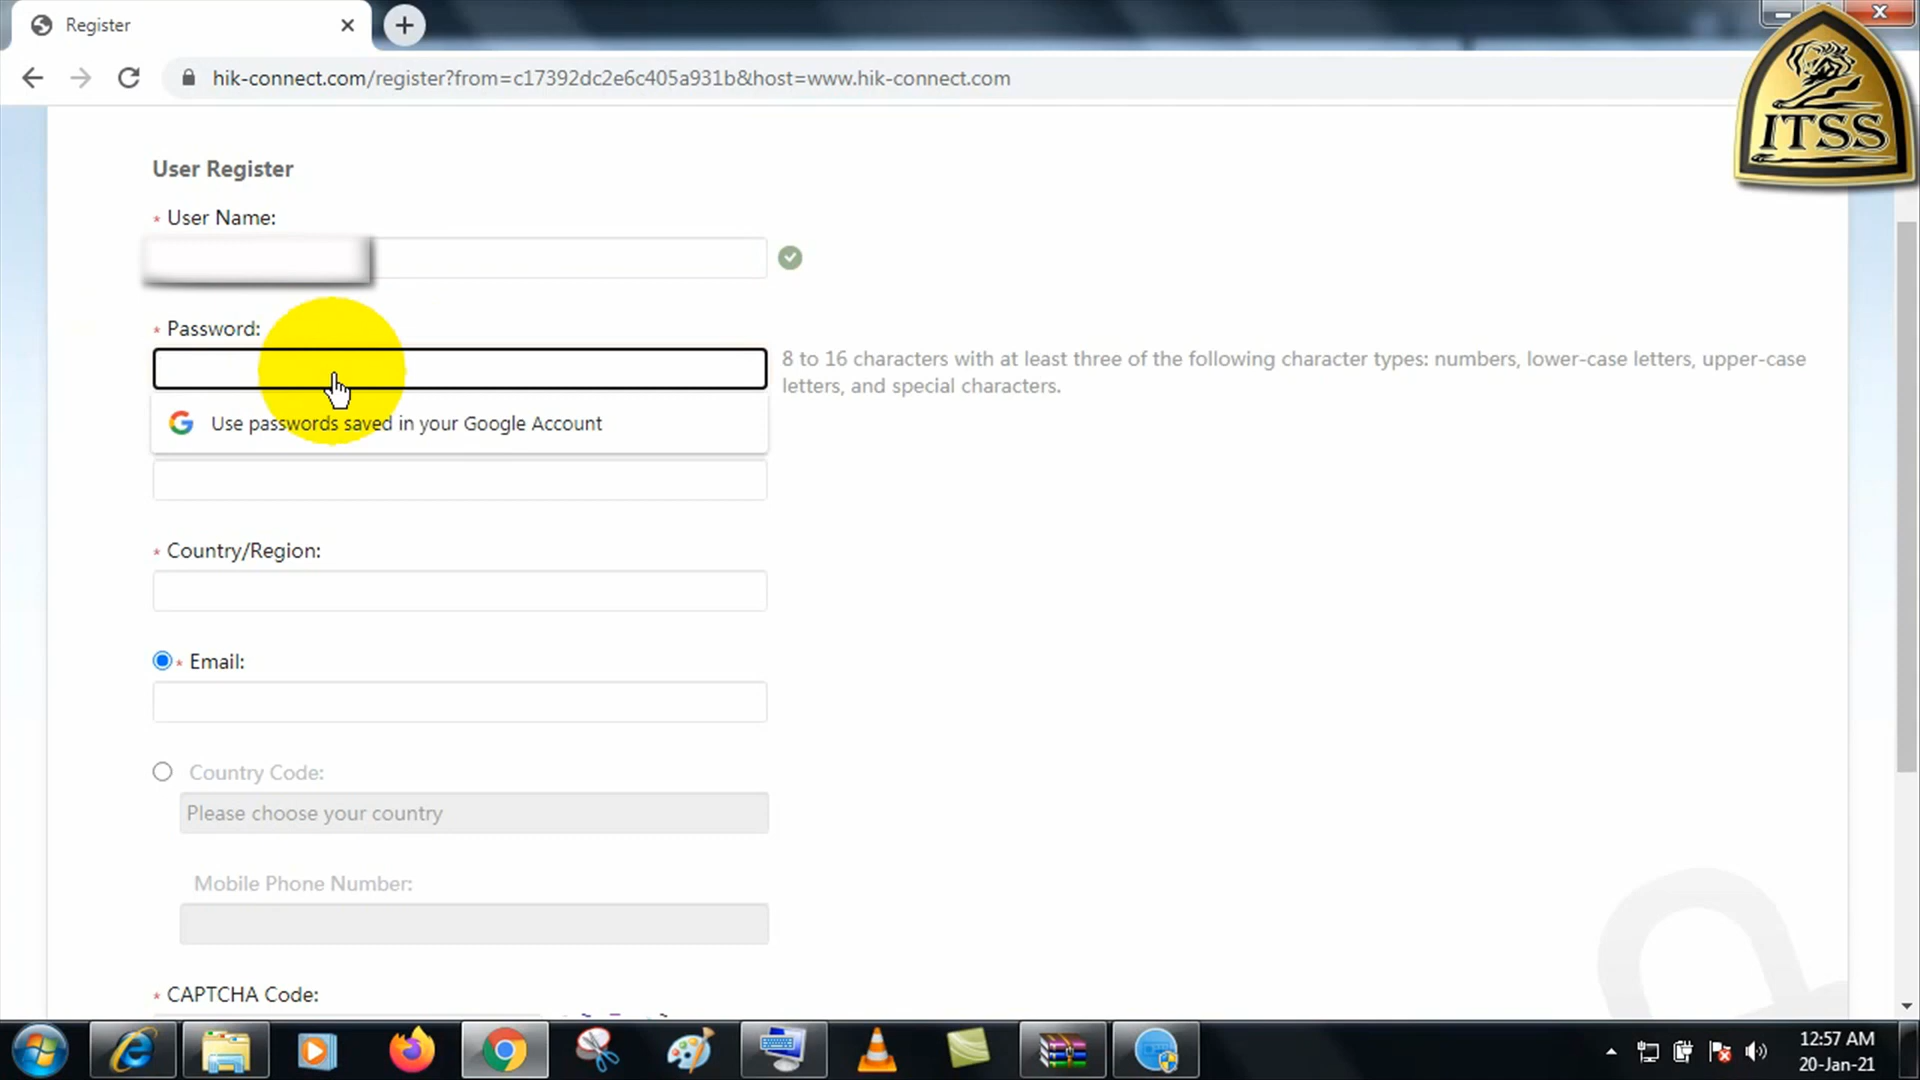 Register
hik-connect.com/register?from=c17392dc2e6c405a931b&host=www.hik-connect.com
ITSS
User Register
* User Name:
* Password:
8 to 16 characters with at least three of the following character types: numbers, lower-case letters, upper-case
letters, and special characters.
Use passwords saved in your Google Account
* Country/Region:
* Email:
Country Code:
Please choose your country
Mobile Phone Number:
* CAPTCHA Code:
12:57 AM
20-Jan-21